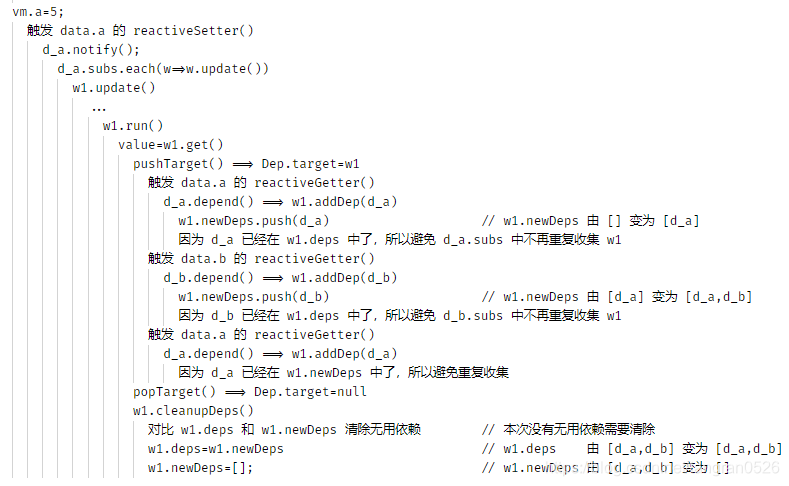 vm.a=5;
触发 data.a 的 reactiveSetter()
d_a.notify();
d_a.subs.each(w=>w.update())
w1.update()
...
w1.run()
value=w1.get()
pushTarget() ==> Dep.target=w1
触发 data.a 的 reactiveGetter()
d_a.depend() ==> w1.addDep(d_a)
w1.newDeps.push(d_a) // w1.newDeps 由 [] 变为 [d_a]
因为 d_a 已经在 w1.deps 中了，所以避免 d_a.subs 中不再重复收集 w1
触发 data.b 的 reactiveGetter()
d_b.depend() ==> w1.addDep(d_b)
w1.newDeps.push(d_b) // w1.newDeps 由 [d_a] 变为 [d_a,d_b]
因为 d_b 已经在 w1.deps 中了，所以避免 d_b.subs 中不再重复收集 w1
触发 data.a 的 reactiveGetter()
d_a.depend() ==> w1.addDep(d_a)
因为 d_a 已经在 w1.newDeps 中了，所以避免重复收集
popTarget() ==> Dep.target=null
w1.cleanupDeps()
对比 w1.deps 和 w1.newDeps 清除无用依赖 // 本次没有无用依赖需要清除
w1.deps=w1.newDeps // w1.deps 由 [d_a,d_b] 变为 [d_a,d_b]
w1.newDeps=[]; // w1.newDeps 由 [d_a,d_b] 变为 []